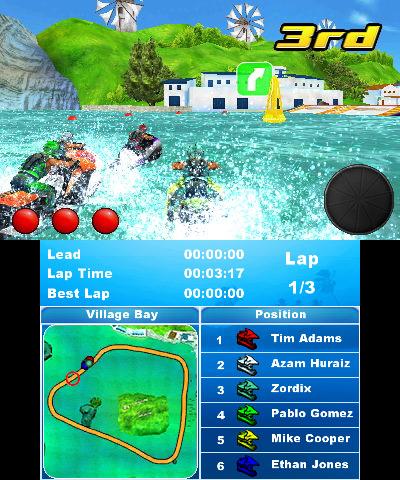 3rd
Lead 00:00:00
Lap Time 00:03:17
Best Lap 00:00:00
Lap
1/3
Village Bay
Position
1 Tim Adams
2 Azam Huraiz
3 Zordix
4 Pablo Gomez
5 Mike Cooper
6 Ethan Jones